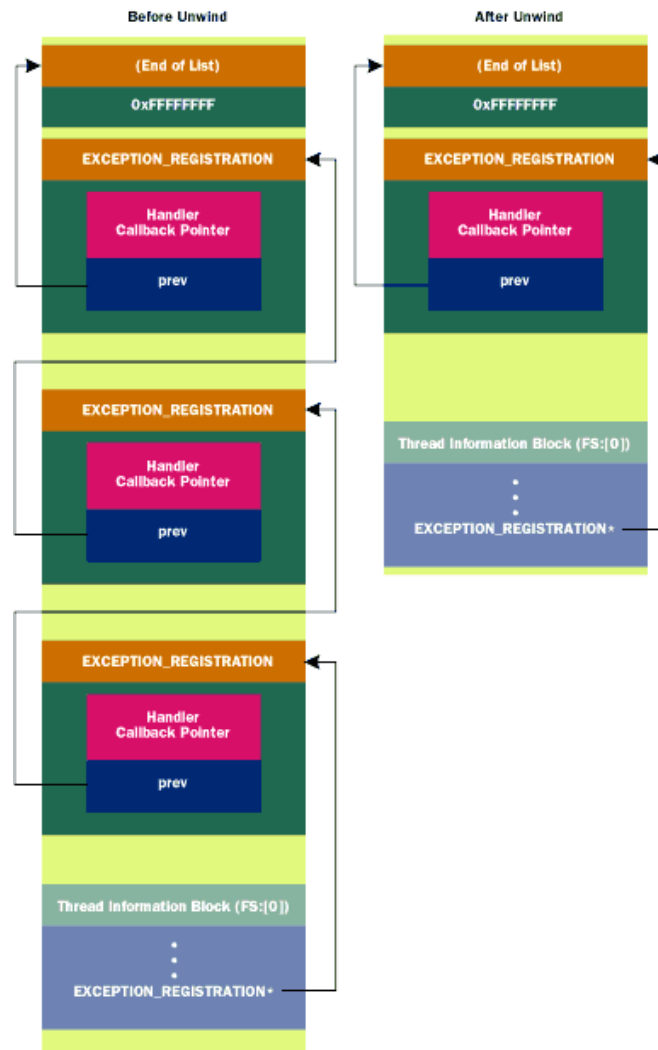 Before Unwind
(End of List)
0xFFFFFFFF
EXCEPTION_REGISTRATION
Handler
Callback Pointer
prev
EXCEPTION_REGISTRATION
Handler
Callback Pointer
prev
EXCEPTION_REGISTRATION
Handler
Callback Pointer
prev
Thread Information Block (FS:[0])
EXCEPTION_REGISTRATION*
After Unwind
(End of List)
0xFFFFFFFF
EXCEPTION_REGISTRATION
Handler
Callback Pointer
prev
Thread Information Block (FS:[0])
EXCEPTION_REGISTRATION*